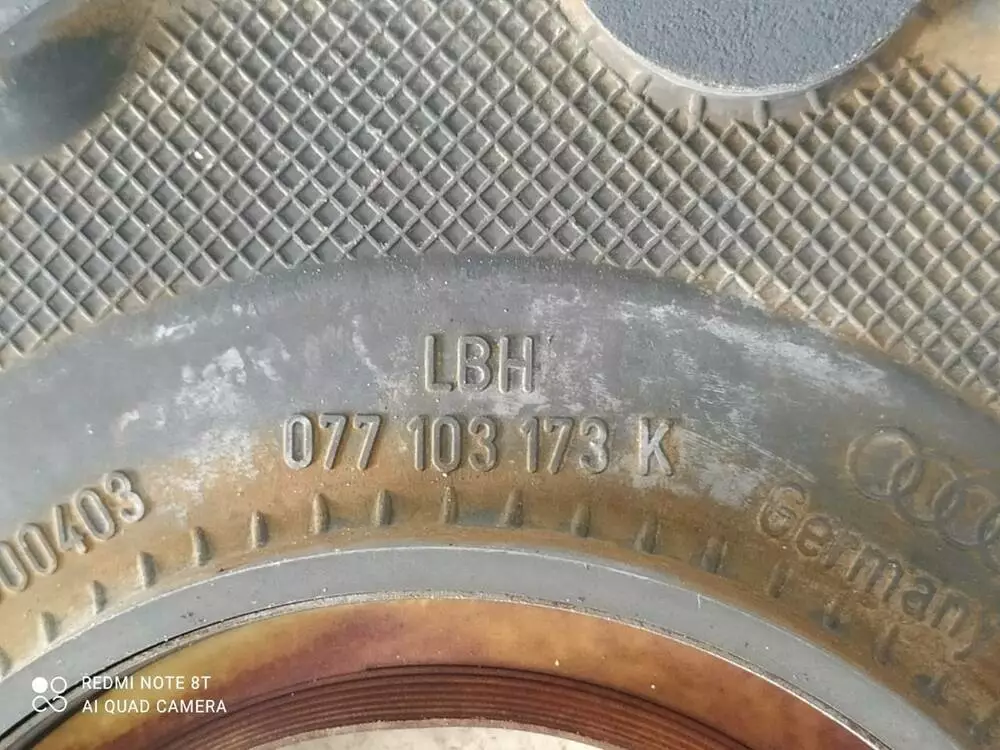 LBH
077 103 173 K
00403
Germany
REDMI NOTE 8T
AI QUAD CAMERA